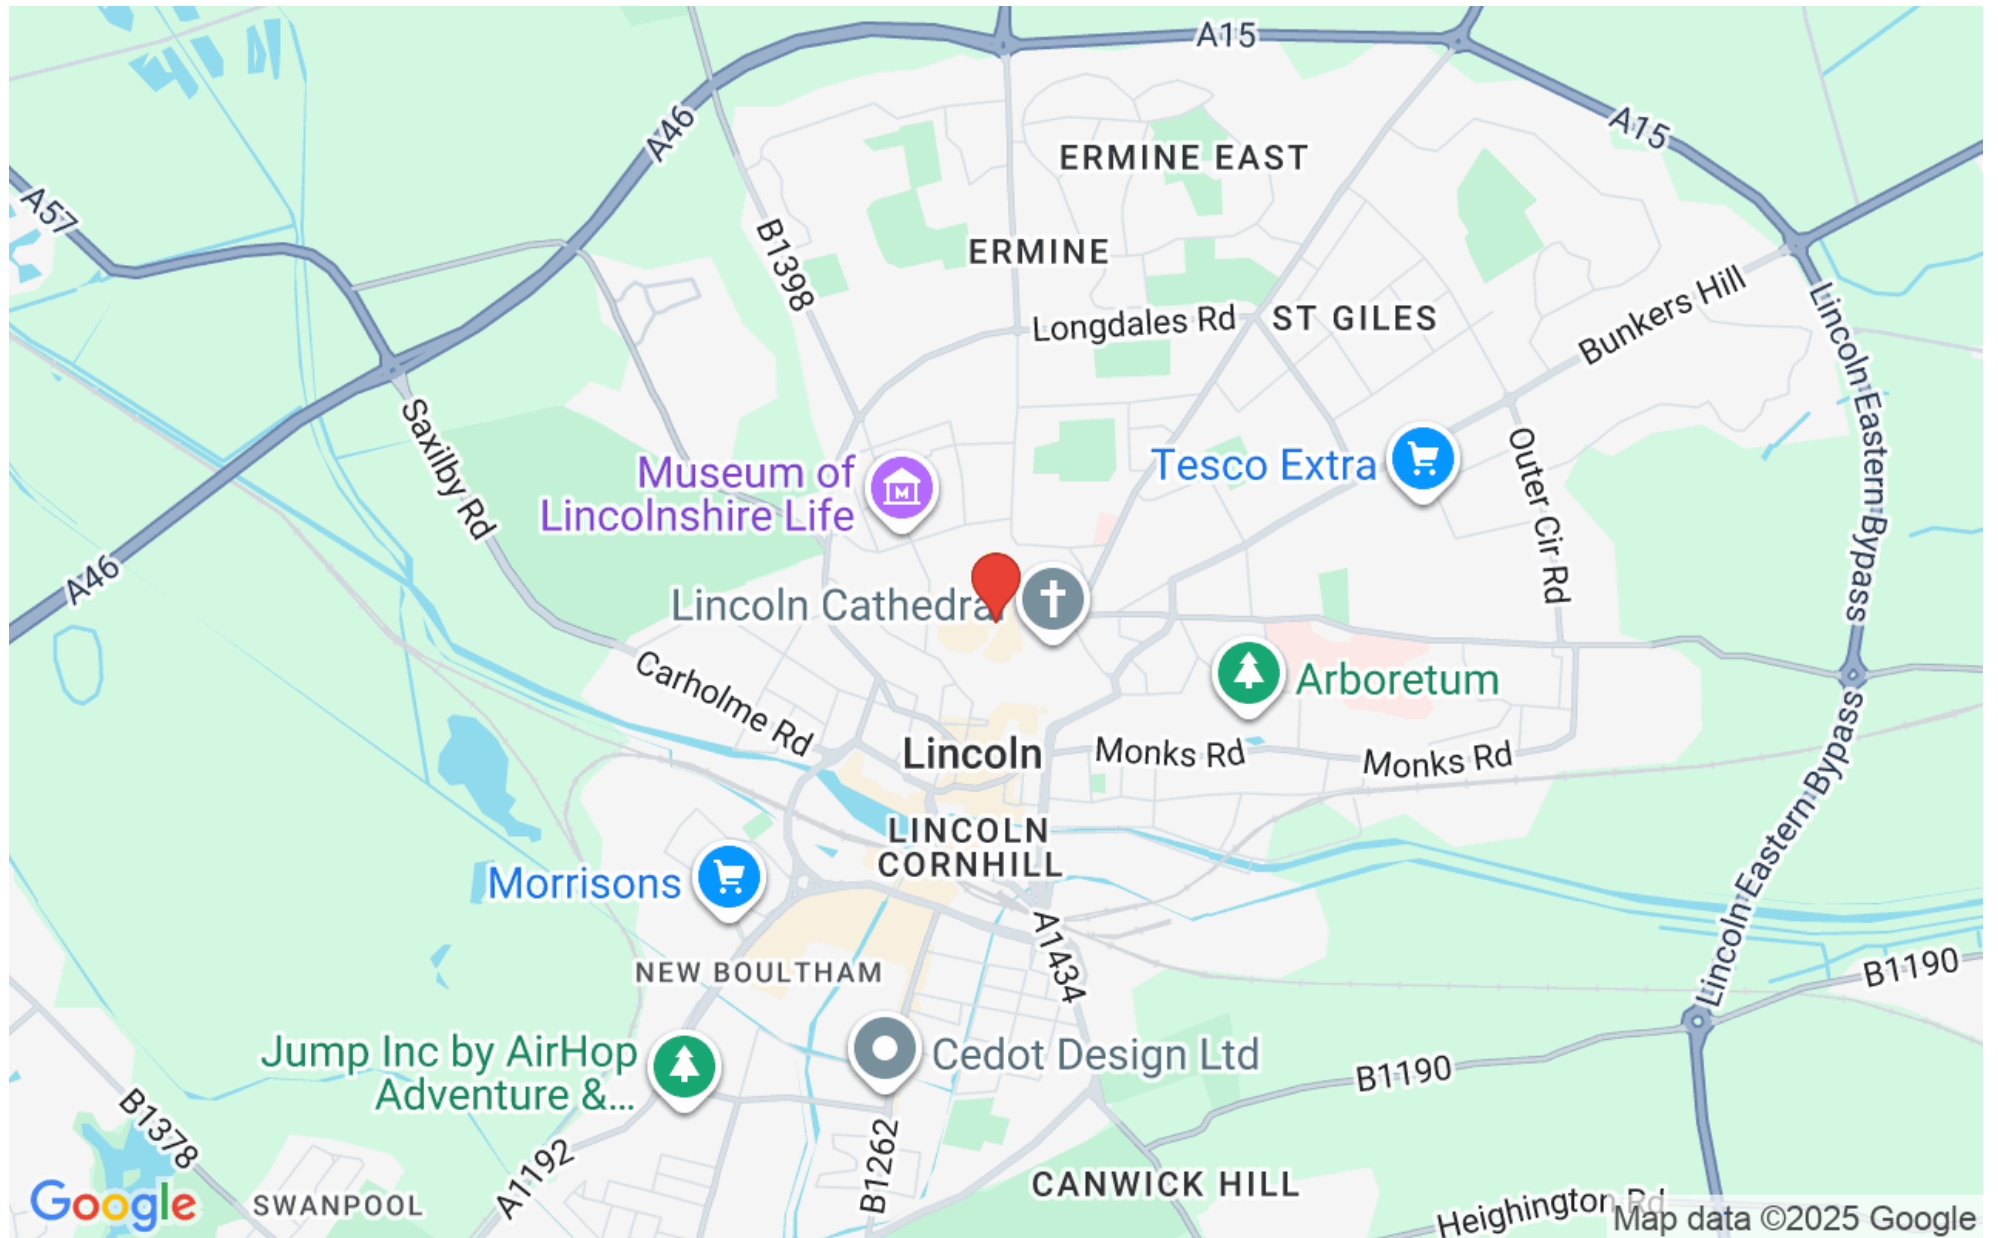 A15
A46
A15
ERMINE EAST
A57
B1398
ERMINE
Longdales Rd
ST GILES
Bunkers Hill
Lincoln Eastern Bypass
Saxilby Rd
Museum of
Lincolnshire Life
Tesco Extra
Outer Cir Rd
A46
Lincoln Cathedral
Carholme Rd
Arboretum
Lincoln
Monks Rd
Monks Rd
Lincoln Eastern Bypass
LINCOLN
CORNHILL
Morrisons
A1434
NEW BOULTHAM
B1190
Jump Inc by AirHop
Adventure &...
Cedot Design Ltd
B1190
B1378
A1192
B1262
CANWICK HILL
SWANPOOL
Google
Heighington Rd
Map data ©2025 Google